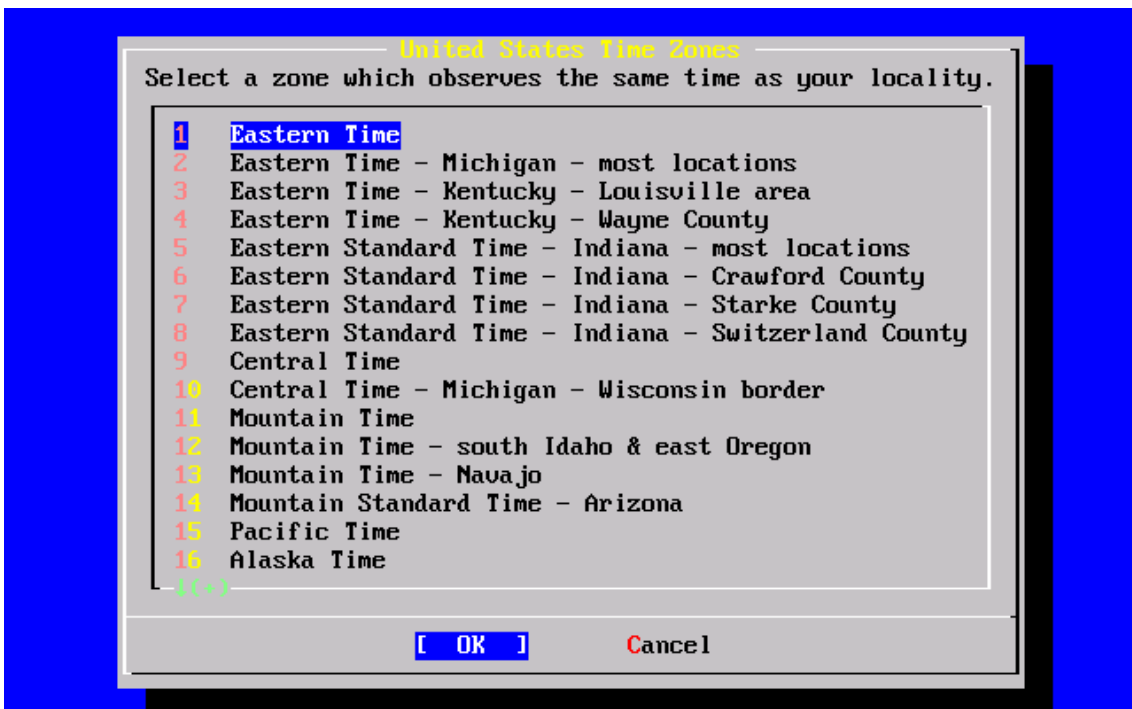 United States Time Zones
Select a zone which observes the same time as your locality.
1 Eastern Time
2 Eastern Time - Michigan - most locations
3 Eastern Time - Kentucky - Louisville area
4 Eastern Time - Kentucky - Wayne County
5 Eastern Standard Time - Indiana - most locations
6 Eastern Standard Time - Indiana - Crawford County
7 Eastern Standard Time - Indiana - Starke County
8 Eastern Standard Time - Indiana - Switzerland County
9 Central Time
10 Central Time - Michigan - Wisconsin border
11 Mountain Time
12 Mountain Time - south Idaho & east Oregon
13 Mountain Time - Navajo
14 Mountain Standard Time - Arizona
15 Pacific Time
16 Alaska Time
↓(+)
[ OK ] Cancel